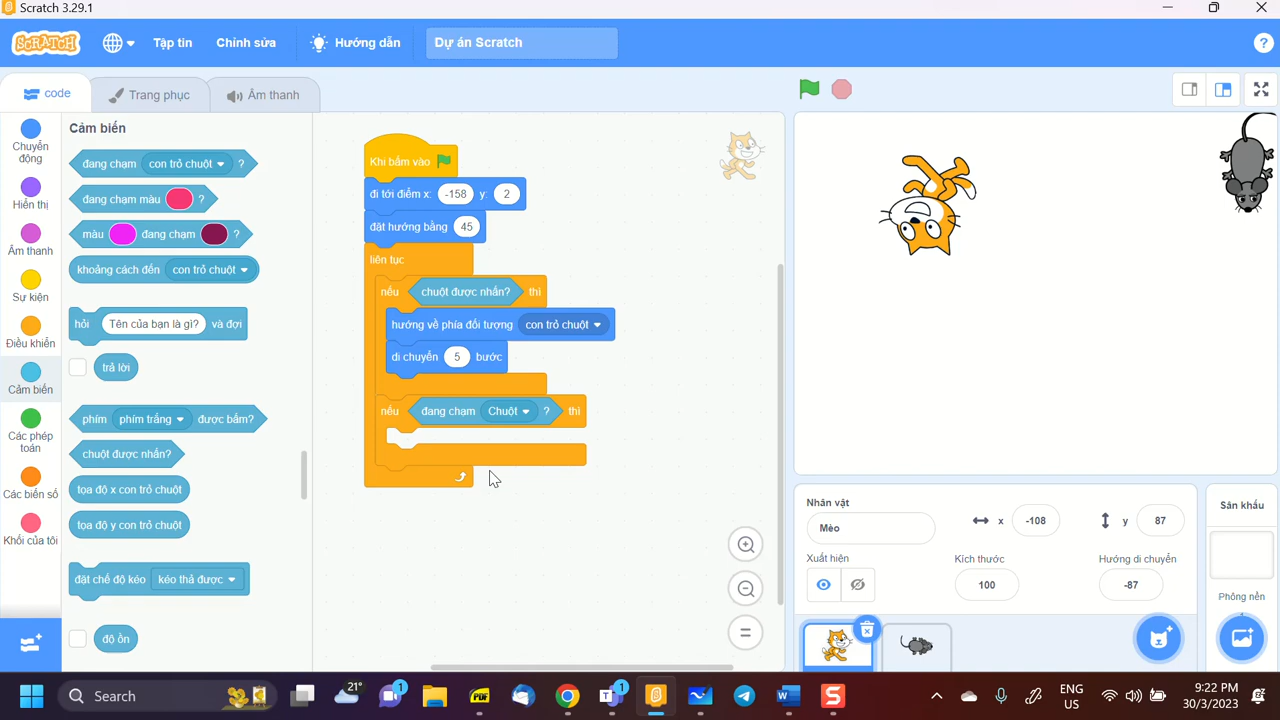 Scratch 3.29.1
SCRATCH
Tập tin
Chỉnh sửa
Hướng dẫn
Dự án Scratch
?
code
Trang phục
Âm thanh
Chuyển động
Hiển thị
Âm thanh
Sự kiện
Điều khiển
Cảm biến
Các phép toán
Các biến số
Khối của tôi
Cảm biến
đang chạm con trỏ chuột ?
đang chạm màu ?
màu đang chạm ?
khoảng cách đến con trỏ chuột
hỏi Tên của bạn là gì? và đợi
trả lời
phím phím trắng được bấm?
chuột được nhấn?
tọa độ x con trỏ chuột
tọa độ y con trỏ chuột
đặt chế độ kéo kéo thả được
độ ồn
Khi bấm vào
đi tới điểm x: -158 y: 2
đặt hướng bằng 45
liên tục
nếu chuột được nhấn? thì
hướng về phía đối tượng con trỏ chuột
di chuyển 5 bước
nếu đang chạm Chuột ? thì
Nhân vật
Mèo
x -108
y 87
Xuất hiện
Kích thước
100
Hướng di chuyển
-87
Sân khấu
Phông nền
Search
21°
1
PDF
1
ENG
US
9:22 PM
30/3/2023